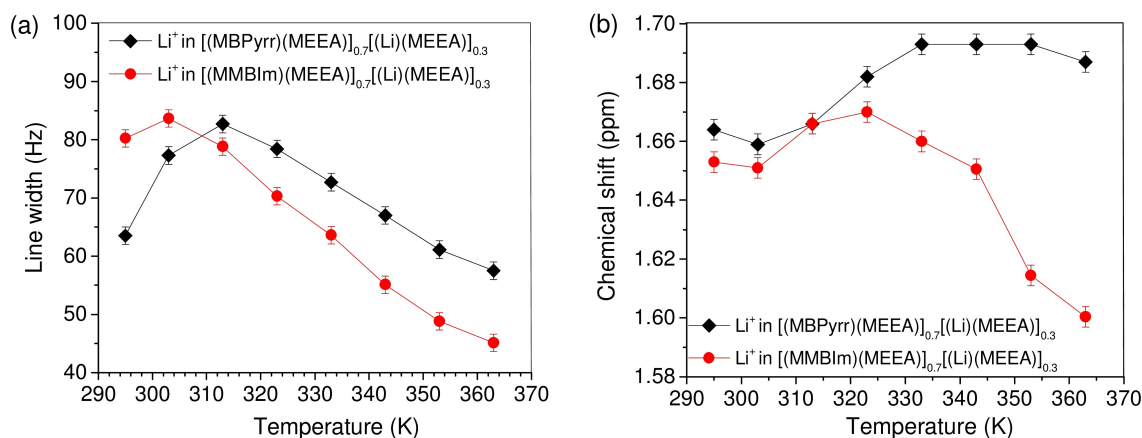 (a)
Line width (Hz)
100
90
80
70
60
50
40
290 300 310 320 330 340 350 360 370
Temperature (K)
Li⁺ in [(MBPyrr)(MEEA)]₀.₇[(Li)(MEEA)]₀.₃
Li⁺ in [(MMBIm)(MEEA)]₀.₇[(Li)(MEEA)]₀.₃
(b)
Chemical shift (ppm)
1.70
1.68
1.66
1.64
1.62
1.60
1.58
290 300 310 320 330 340 350 360 370
Temperature (K)
Li⁺ in [(MBPyrr)(MEEA)]₀.₇[(Li)(MEEA)]₀.₃
Li⁺ in [(MMBIm)(MEEA)]₀.₇[(Li)(MEEA)]₀.₃